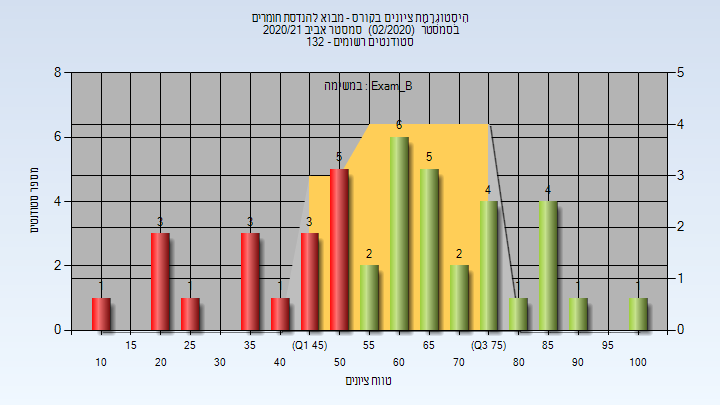 היסטוגרמת ציונים בקורס - מבוא להנדסת חומרים
בסמסטר (02/2020) סמסטר אביב 2020/21
סטודנטים רשומים - 132
במשימה : Exam_B
8 6 4 2 0
מספר סטודנטים
5 4 3 2 1 0
1 3 1 3 1 3 5 2 6 5 2 4 1 4 1 1
15 25 35 (Q1 45) 55 65 (Q3 75) 85 95
10 20 30 40 50 60 70 80 90 100
טווח ציונים